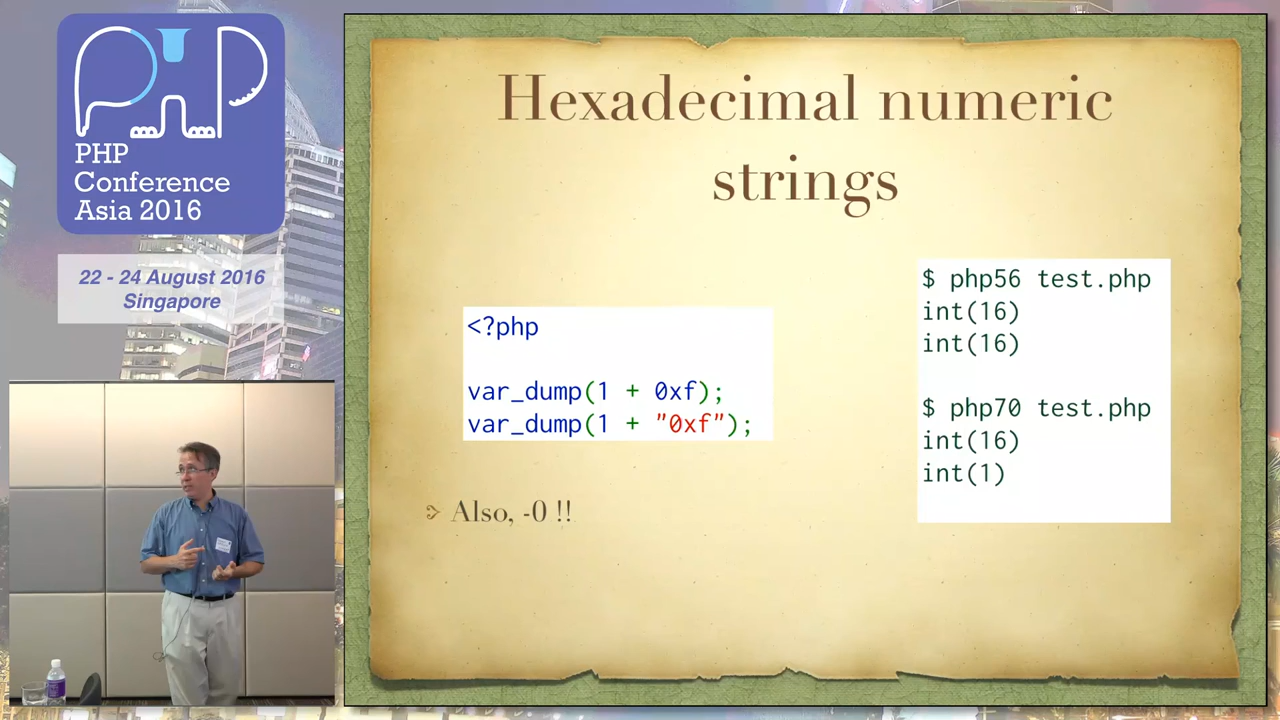 PHP
PHP
Conference
Asia 2016
22 - 24 August 2016
Singapore
Hexadecimal numeric
strings
<?php
var_dump(1 + 0xf);
var_dump(1 + "0xf");
Also, -0 !!
$ php56 test.php
int(16)
int(16)
$ php70 test.php
int(16)
int(1)